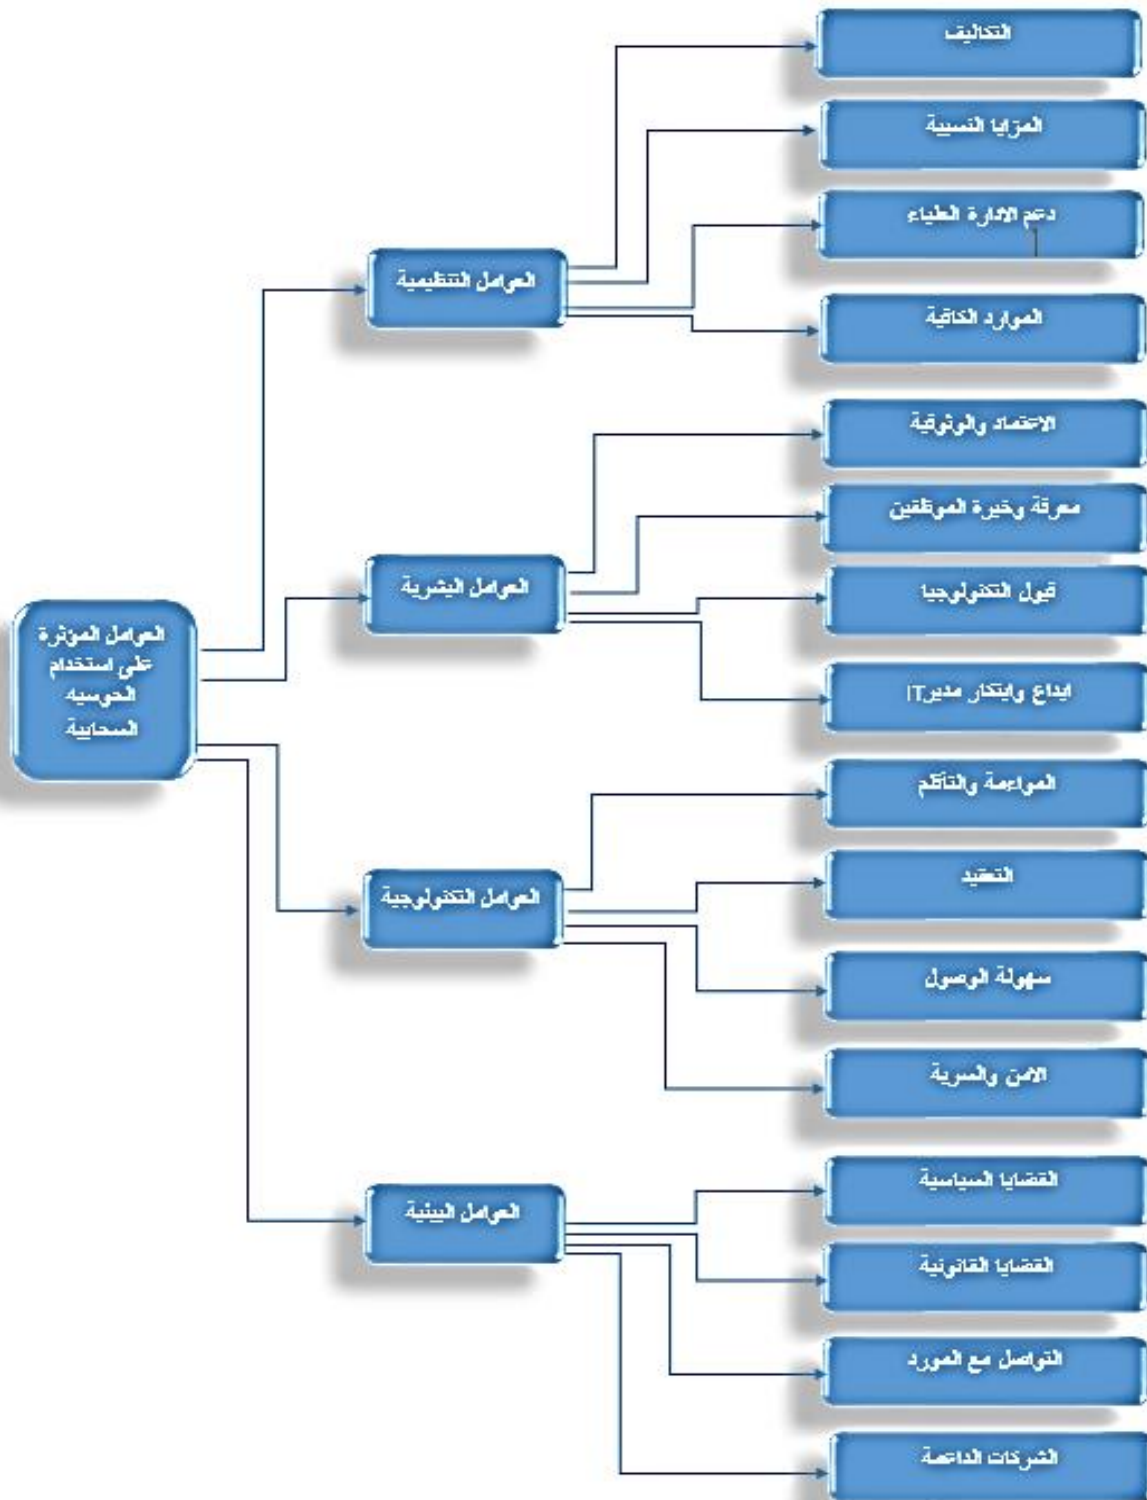 العوامل المؤثرة
على استخدام
الحوسبة
السحابية
العوامل التنظيمية
التكاليف
المزايا النسبية
دعم الادارة العلياء
الموارد الكافية
العوامل البشرية
الاعتماد والوثوقية
معرفة وخبرة الموظفين
قبول التكنولوجيا
ابداع وابتكار مديرIT
العوامل التكنولوجية
المواءمة والتأقلم
التعقيد
سهولة الوصول
الامن والسرية
العوامل البيئية
القضايا السياسية
القضايا القانونية
التواصل مع المورد
الشركات الداعمة